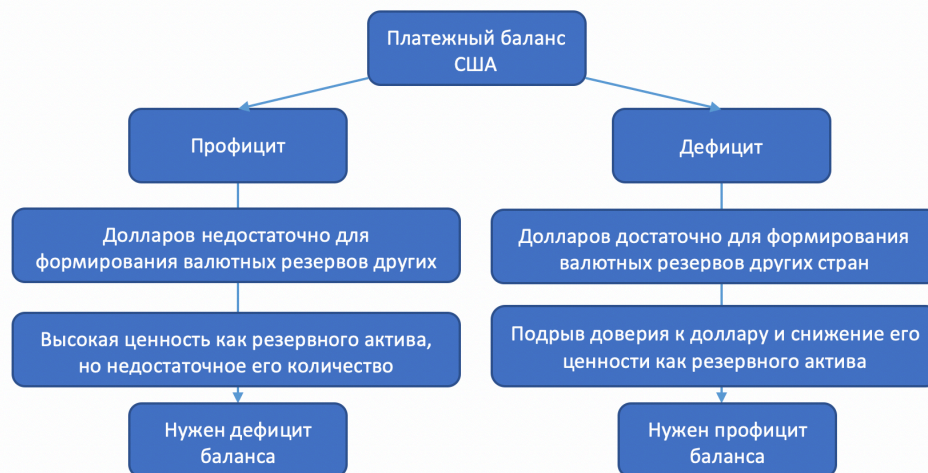 Платежный баланс
США
Профицит
Дефицит
Долларов недостаточно для
формирования валютных резервов других
Долларов достаточно для формирования
валютных резервов других стран
Высокая ценность как резервного актива,
но недостаточное его количество
Подрыв доверия к доллару и снижение его
ценности как резервного актива
Нужен дефицит
баланса
Нужен профицит
баланса